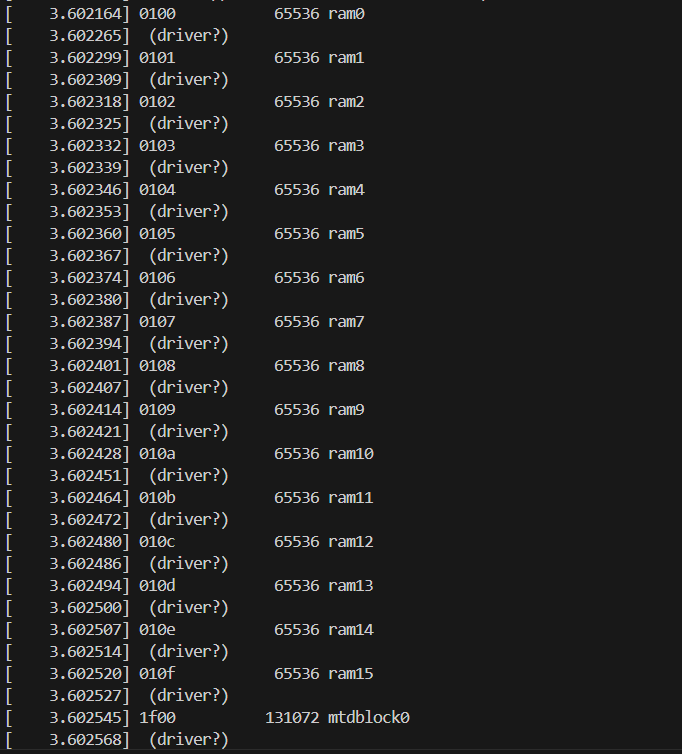 [    3.602164] 0100           65536 ram0
[    3.602265]  (driver?)
[    3.602299] 0101           65536 ram1
[    3.602309]  (driver?)
[    3.602318] 0102           65536 ram2
[    3.602325]  (driver?)
[    3.602332] 0103           65536 ram3
[    3.602339]  (driver?)
[    3.602346] 0104           65536 ram4
[    3.602353]  (driver?)
[    3.602360] 0105           65536 ram5
[    3.602367]  (driver?)
[    3.602374] 0106           65536 ram6
[    3.602380]  (driver?)
[    3.602387] 0107           65536 ram7
[    3.602394]  (driver?)
[    3.602401] 0108           65536 ram8
[    3.602407]  (driver?)
[    3.602414] 0109           65536 ram9
[    3.602421]  (driver?)
[    3.602428] 010a           65536 ram10
[    3.602451]  (driver?)
[    3.602464] 010b           65536 ram11
[    3.602472]  (driver?)
[    3.602480] 010c           65536 ram12
[    3.602486]  (driver?)
[    3.602494] 010d           65536 ram13
[    3.602500]  (driver?)
[    3.602507] 010e           65536 ram14
[    3.602514]  (driver?)
[    3.602520] 010f           65536 ram15
[    3.602527]  (driver?)
[    3.602545] 1f00          131072 mtdblock0
[    3.602568]  (driver?)